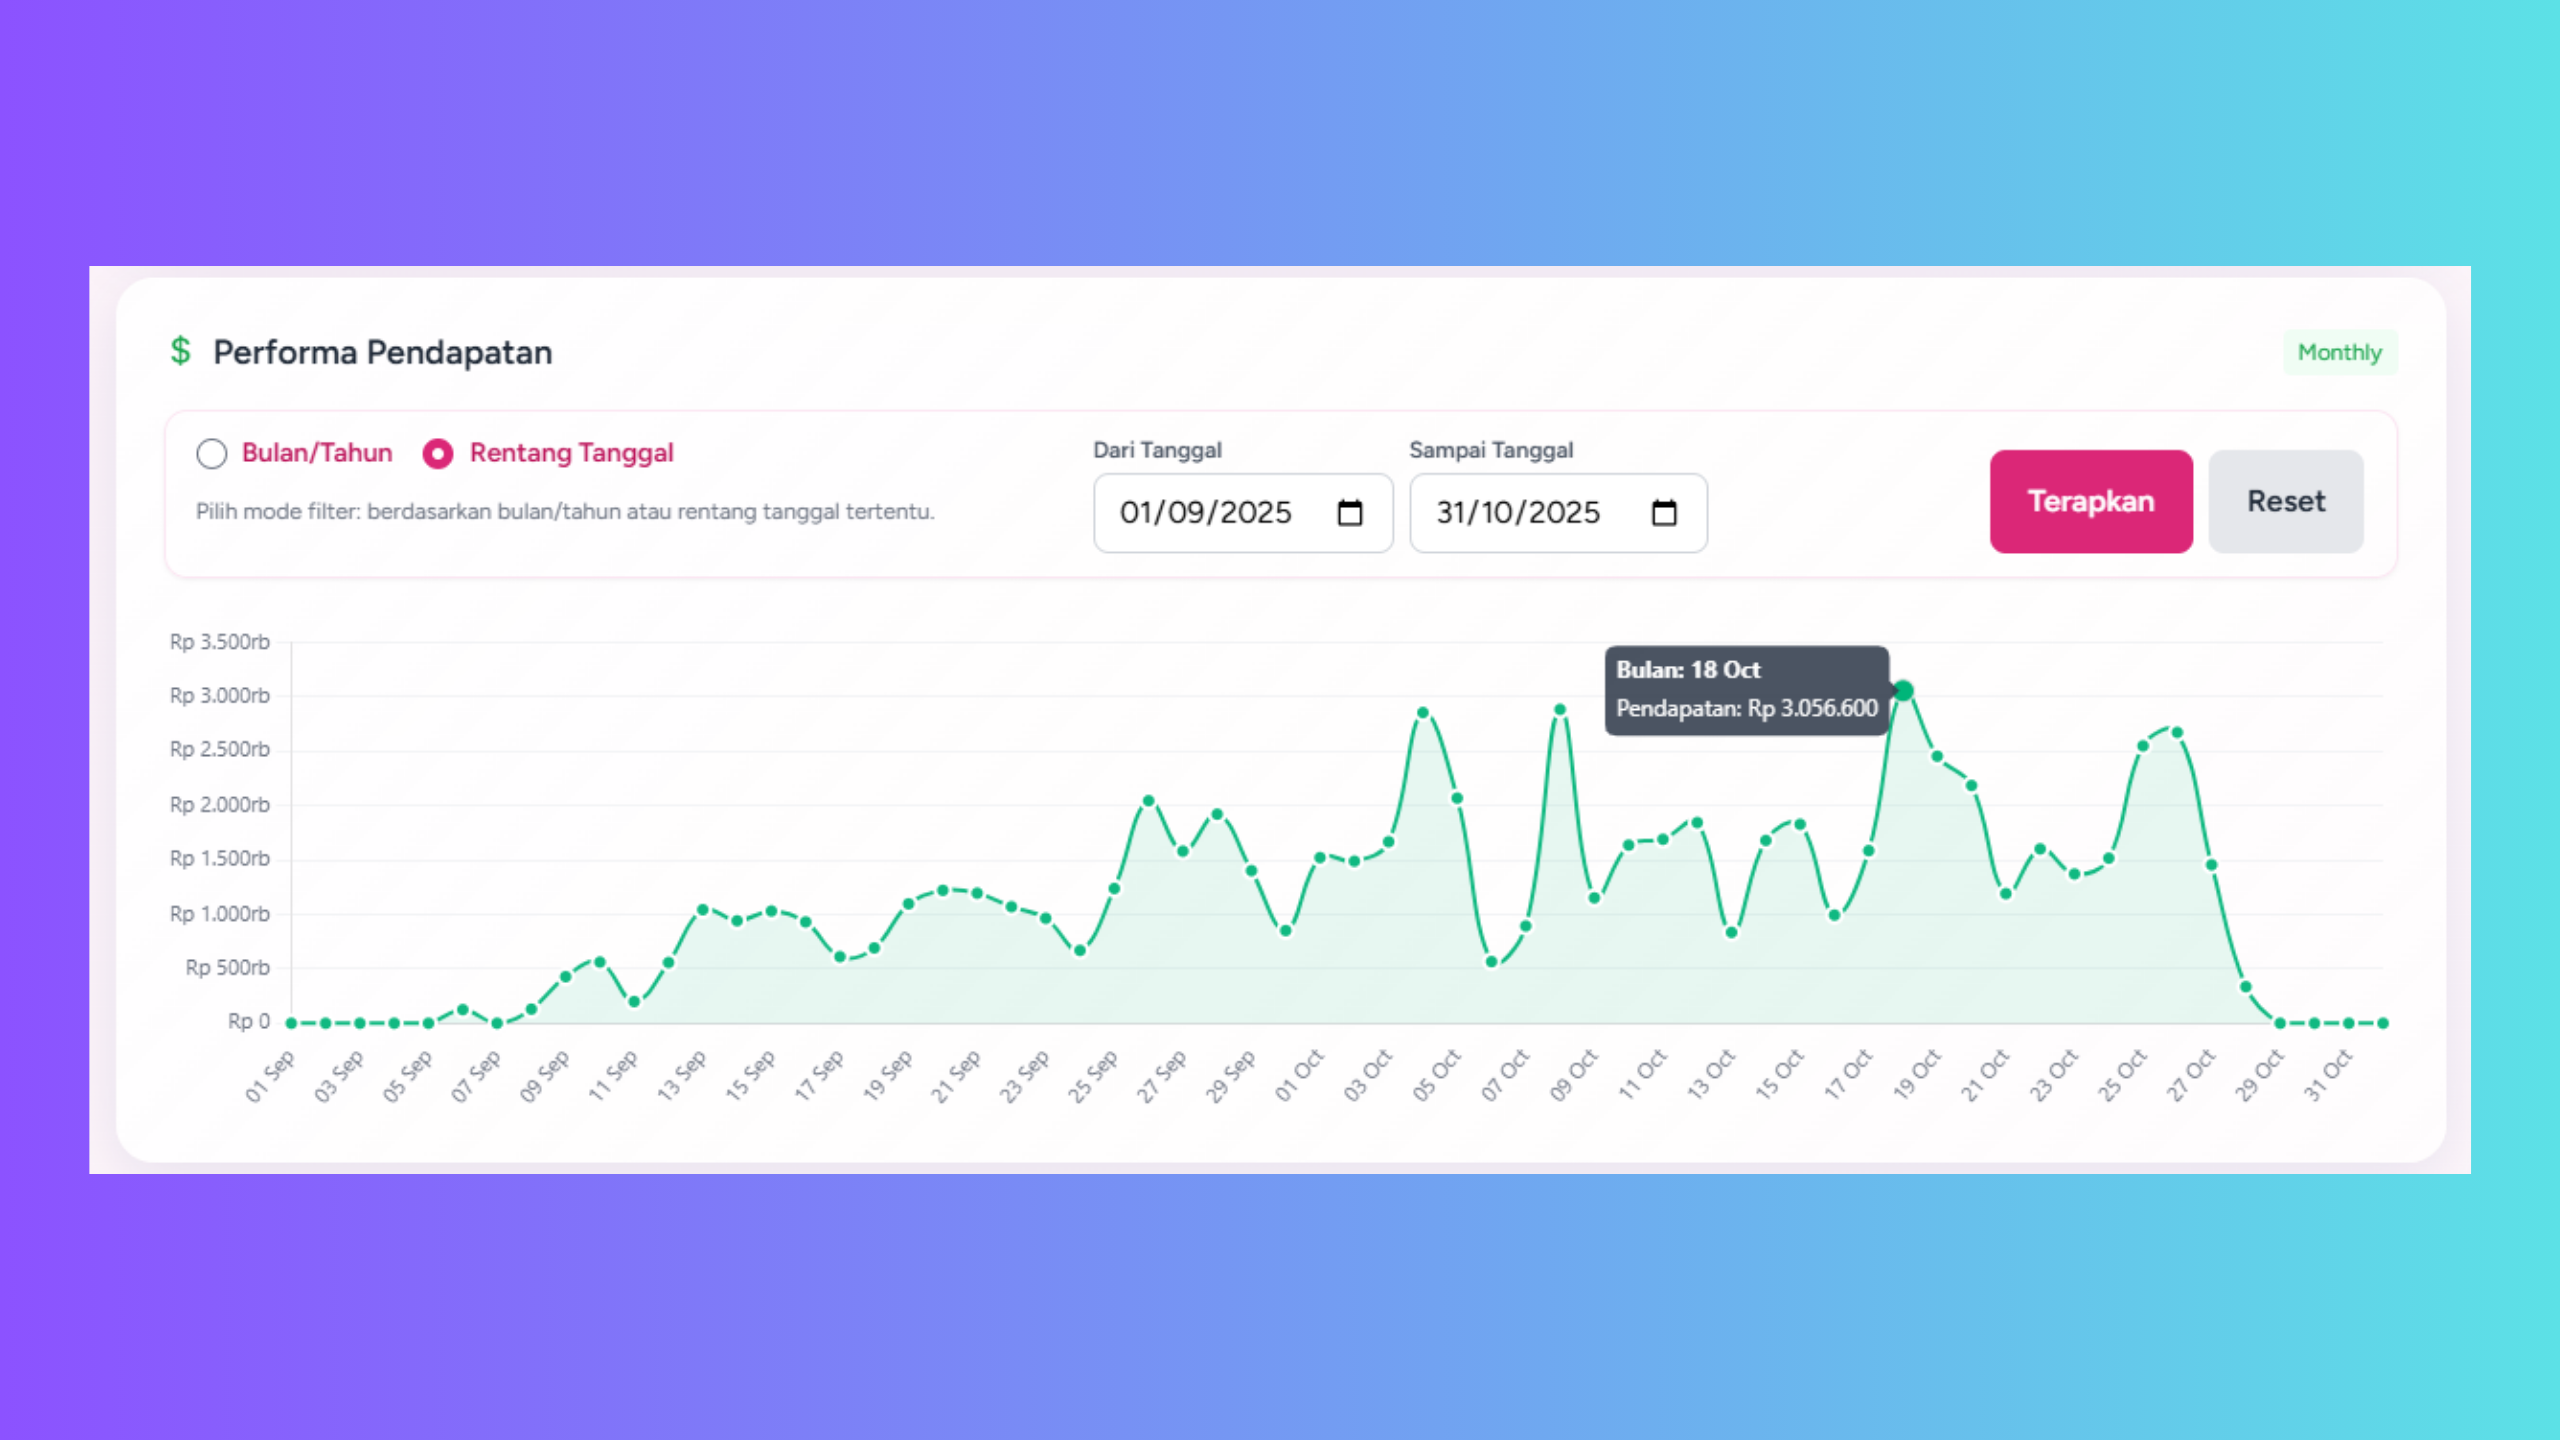 $ Performa Pendapatan
Monthly
Bulan/Tahun
Rentang Tanggal
Pilih mode filter: berdasarkan bulan/tahun atau rentang tanggal tertentu.
Dari Tanggal
01/09/2025
Sampai Tanggal
31/10/2025
Terapkan
Reset
Rp 3.500rb
Rp 3.000rb
Rp 2.500rb
Rp 2.000rb
Rp 1.500rb
Rp 1.000rb
Rp 500rb
Rp 0
Bulan: 18 Oct
Pendapatan: Rp 3.056.600
01 Sep
03 Sep
05 Sep
07 Sep
09 Sep
11 Sep
13 Sep
15 Sep
17 Sep
19 Sep
21 Sep
23 Sep
25 Sep
27 Sep
29 Sep
01 Oct
03 Oct
05 Oct
07 Oct
09 Oct
11 Oct
13 Oct
15 Oct
17 Oct
19 Oct
21 Oct
23 Oct
25 Oct
27 Oct
29 Oct
31 Oct